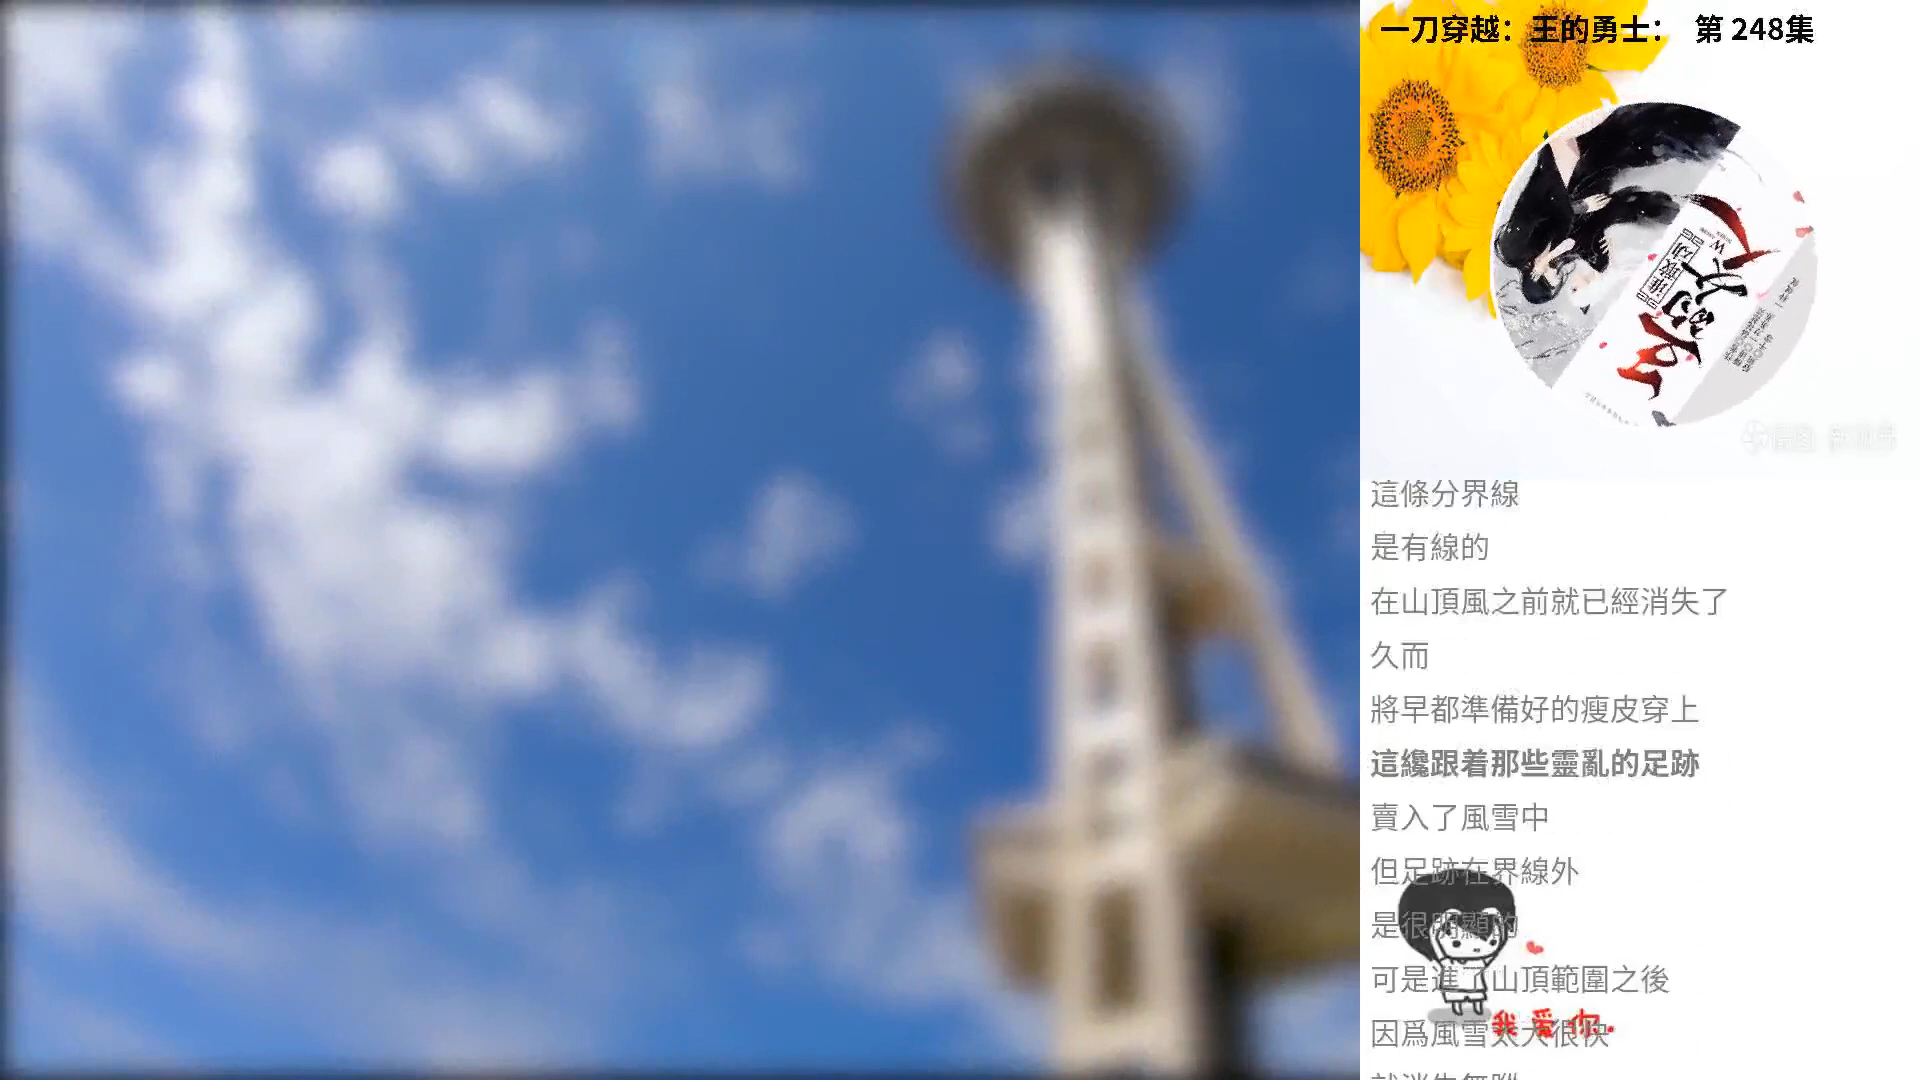 一刀穿越：王的勇士： 第 248集
這條分界線
是有線的
在山頂風之前就已經消失了
久而
將早都準備好的瘦皮穿上
這纔跟着那些靈亂的足跡
賣入了風雪中
但足跡在界線外
是很明顯的
可是進了山頂範圍之後
因爲風雪太大很快
我爱你.